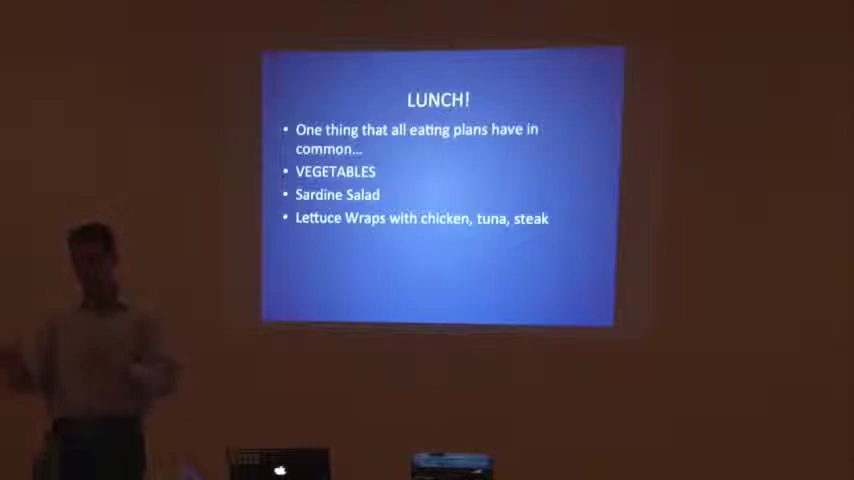 LUNCH!
• One thing that all eating plans have in
common...
• VEGETABLES
• Sardine Salad
• Lettuce Wraps with chicken, tuna, steak